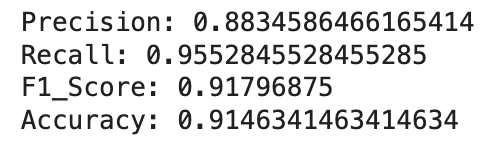 Precision: 0.8834586466165414
Recall: 0.9552845528455285
F1_Score: 0.91796875
Accuracy: 0.9146341463414634